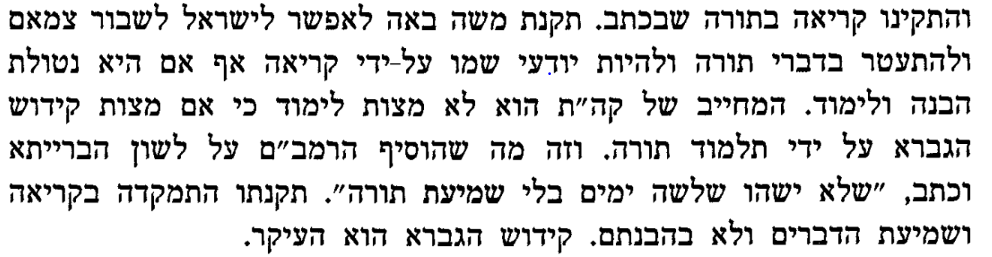 והתקינו קריאה בתורה שבכתב. תקנת משה באה לאפשר לישראל לשבור צמאם
ולהתעטר בדברי תורה ולהיות יודעי שמו על-ידי קריאה אף אם היא נטולת
הבנה ולימוד. המחייב של קה״ת הוא לא מצות לימוד כי אם מצות קידוש
הגברא על ידי תלמוד תורה. וזה מה שהוסיף הרמב״ם על לשון הברייתא
וכתב, ״שלא ישהו שלשה ימים בלי שמיעת תורה״. תקנתו התמקדה בקריאה
ושמיעת הדברים ולא בהבנתם. קידוש הגברא הוא העיקר.